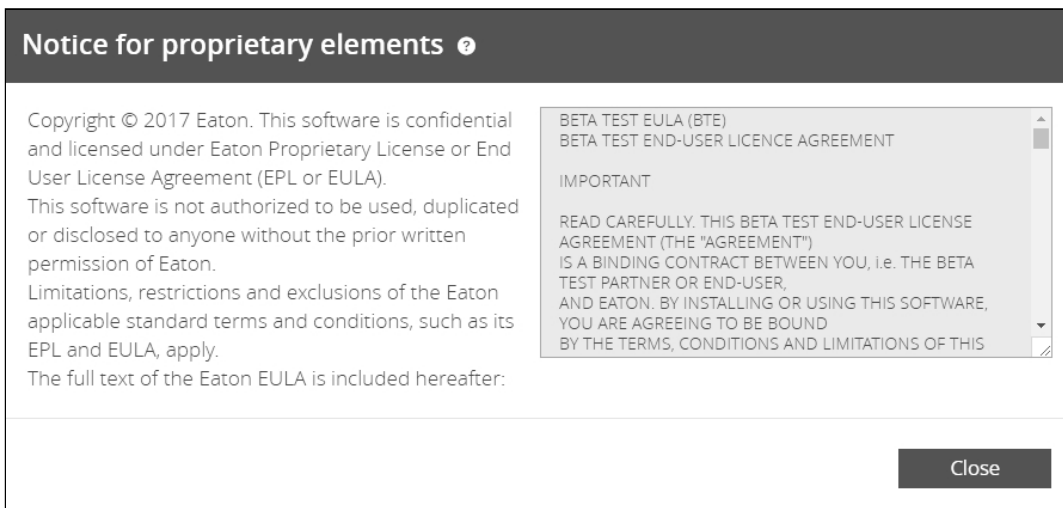 Notice for proprietary elements ?
Copyright © 2017 Eaton. This software is confidential
and licensed under Eaton Proprietary License or End
User License Agreement (EPL or EULA).
This software is not authorized to be used, duplicated
or disclosed to anyone without the prior written
permission of Eaton.
Limitations, restrictions and exclusions of the Eaton
applicable standard terms and conditions, such as its
EPL and EULA, apply.
The full text of the Eaton EULA is included hereafter:
BETA TEST EULA (BTE)
BETA TEST END-USER LICENCE AGREEMENT
IMPORTANT
READ CAREFULLY. THIS BETA TEST END-USER LICENSE
AGREEMENT (THE "AGREEMENT")
IS A BINDING CONTRACT BETWEEN YOU, i.e. THE BETA
TEST PARTNER OR END-USER,
AND EATON. BY INSTALLING OR USING THIS SOFTWARE,
YOU ARE AGREEING TO BE BOUND
BY THE TERMS, CONDITIONS AND LIMITATIONS OF THIS
Close